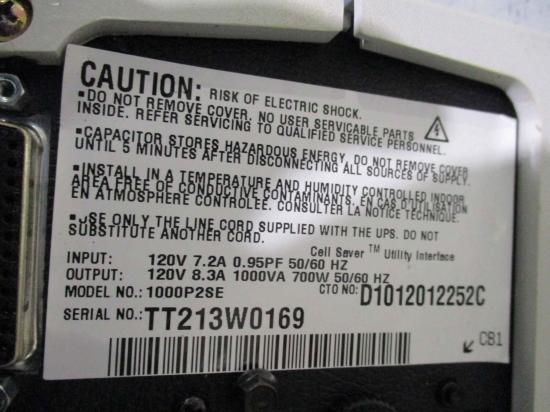 CAUTION: RISK OF ELECTRIC SHOCK.
▪DO NOT REMOVE COVER. NO USER SERVICABLE PARTS
INSIDE. REFER SERVICING TO QUALIFIED SERVICE PERSONNEL.
▪CAPACITOR STORES HAZARDOUS ENERGY, DO NOT REMOVE COVER
UNTIL 5 MINUTES AFTER DISCONNECTING ALL SOURCES OF SUPPLY.
▪INSTALL IN A TEMPERATURE AND HUMIDITY CONTROLLED INDOOR
AREA FREE OF CONDUCTIVE CONTAMINANTS. EN CAS D'UTILISATION
EN ATMOSPHERE CONTROLEE. CONSULTER LA NOTICE TECHNIQUE.
▪USE ONLY THE LINE CORD SUPPLIED WITH THE UPS. DO NOT
SUBSTITUTE ANOTHER CORD.
Cell Saver™ Utility Interface
INPUT: 120V 7.2A 0.95PF 50/60 HZ
OUTPUT: 120V 8.3A 1000VA 700W 50/60 HZ
MODEL NO.: 1000P2SE CTO NO.: D1012012252C
SERIAL NO.: TT213W0169
CB1